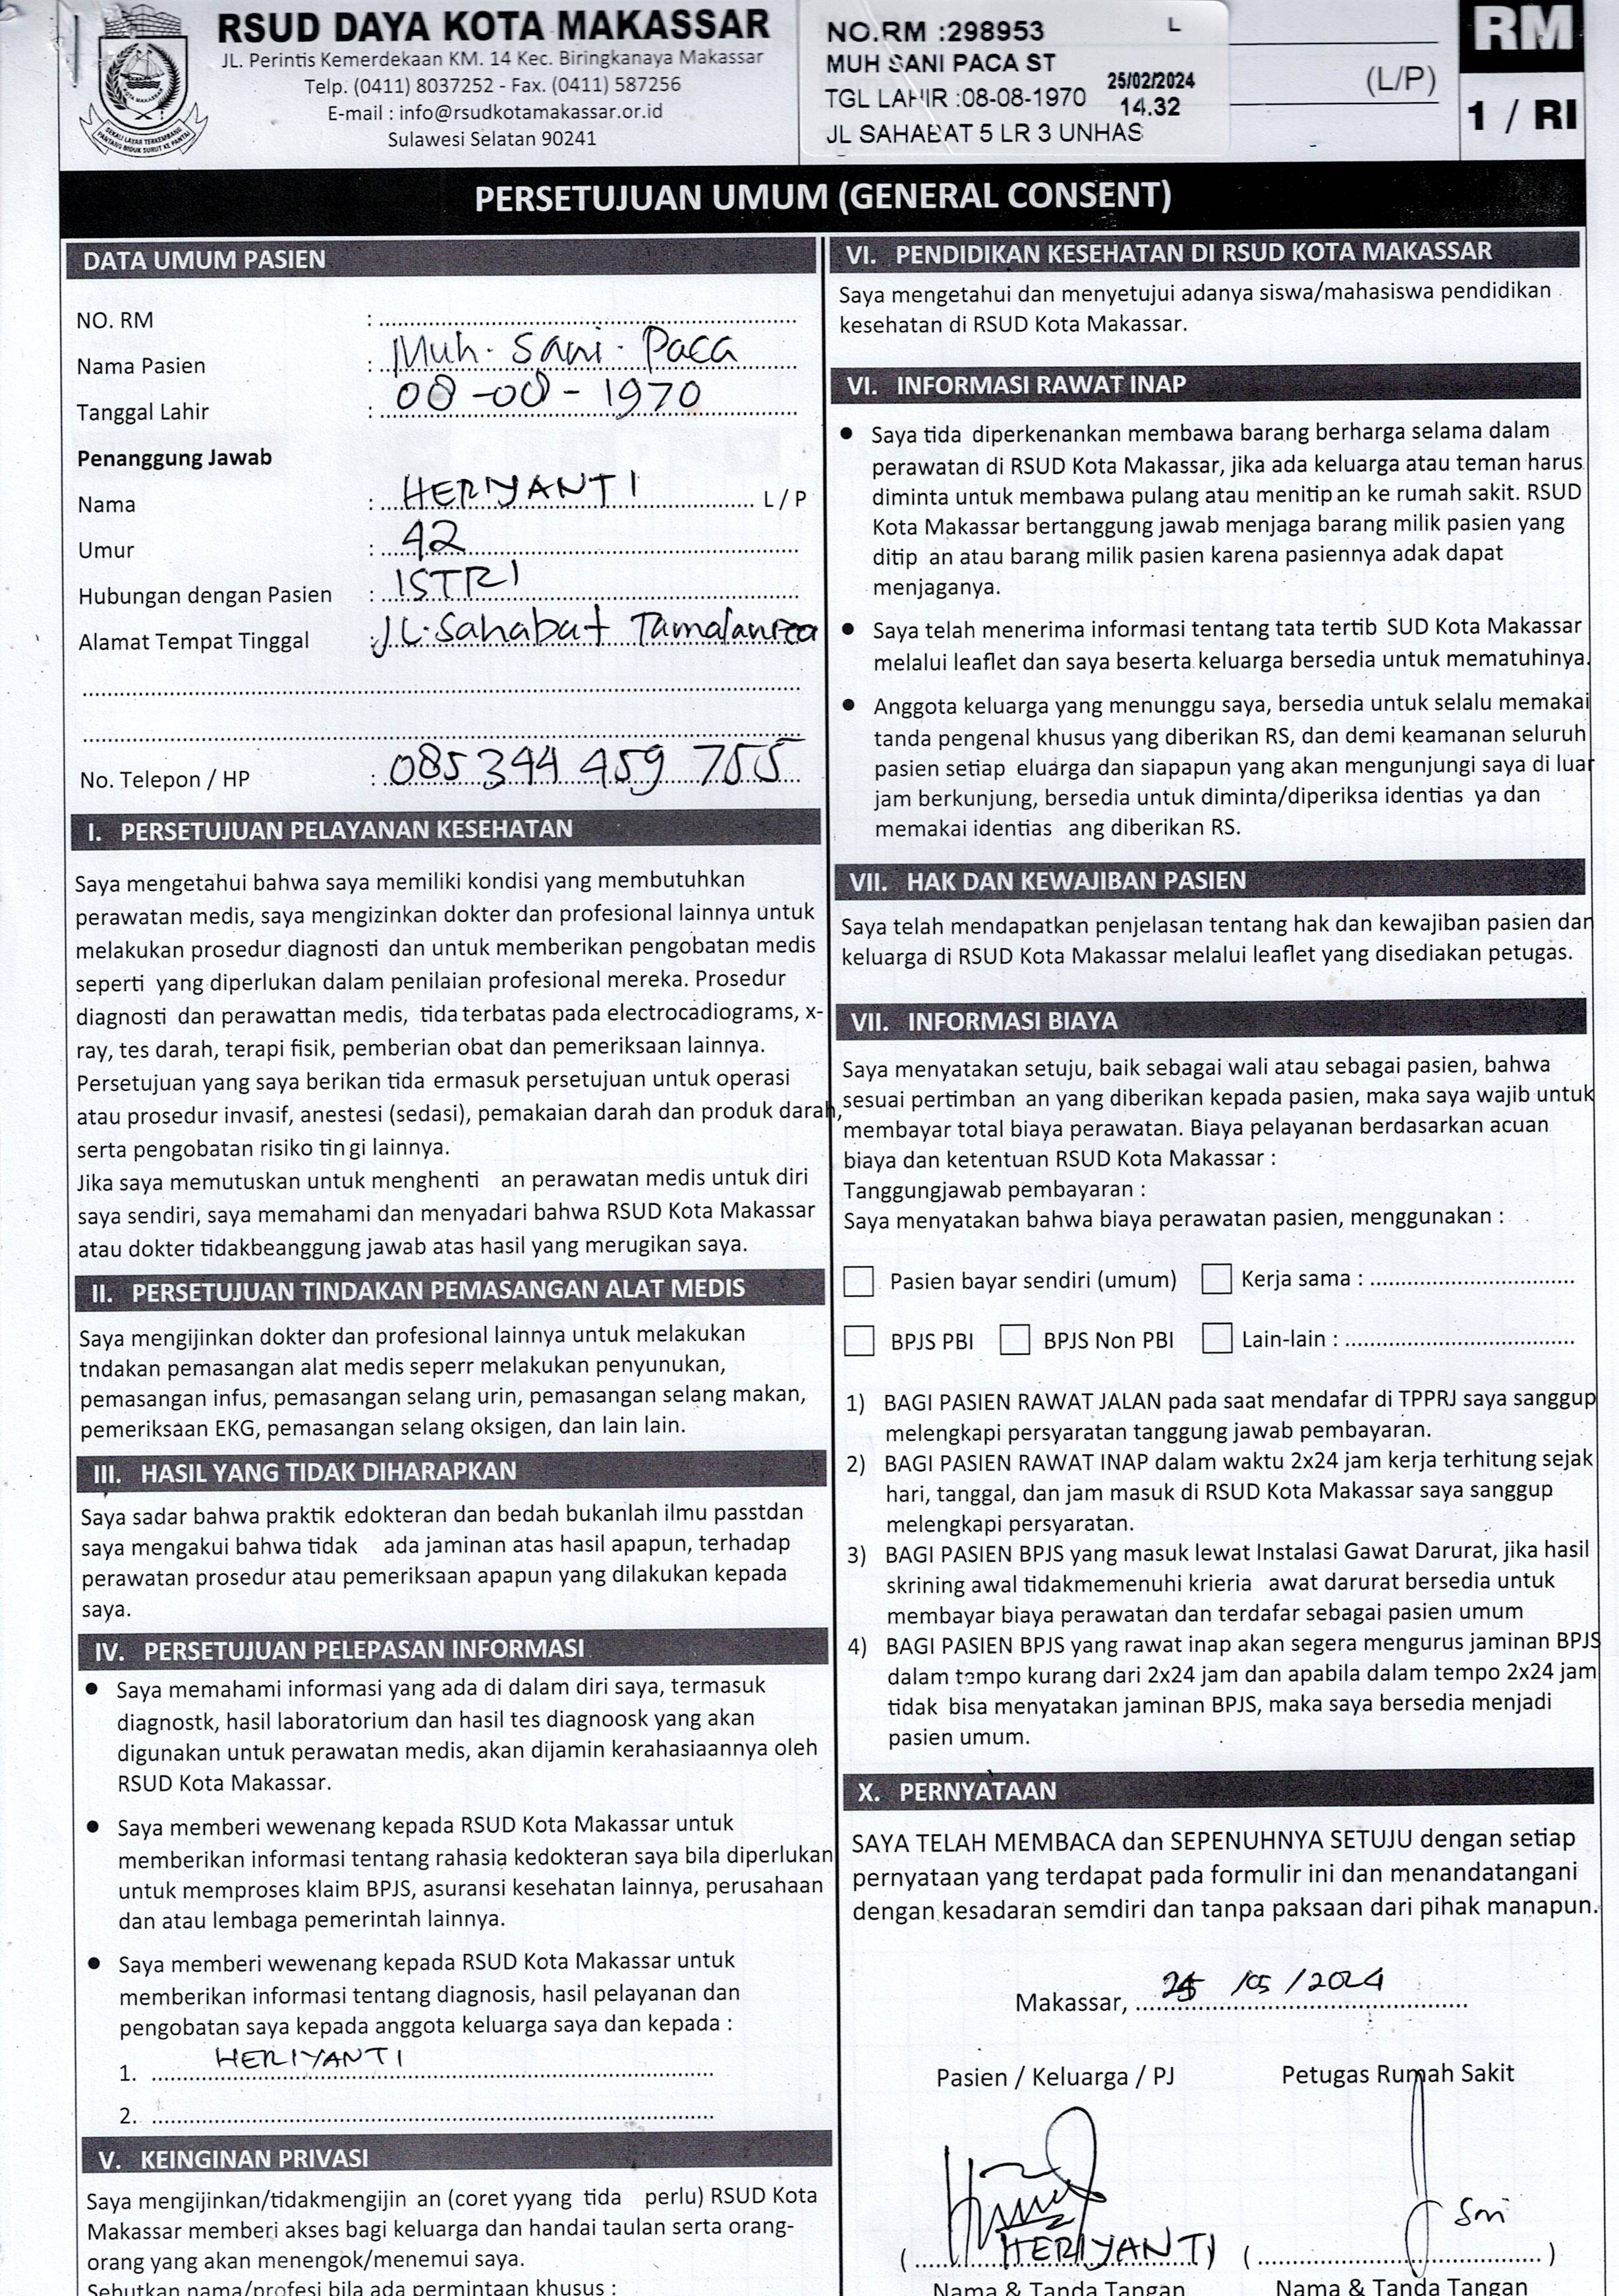 RSUD DAYA KOTA MAKASSAR
JL. Perintis Kemerdekaan KM. 14 Kec. Biringkanaya Makassar
Telp. (0411) 8037252 - Fax. (0411) 587256
E-mail : info@rsudkotamakassar.or.id
Sulawesi Selatan 90241
NO.RM :298953 L
MUH SANI PACA ST
TGL LAHIR :08-08-1970 25/02/2024 14.32
JL SAHABAT 5 LR 3 UNHAS
(L/P)
RM
1 / RI
PERSETUJUAN UMUM (GENERAL CONSENT)
DATA UMUM PASIEN
NO. RM :
Nama Pasien : Muh. Sani. Paca
Tanggal Lahir : 08-08-1970
Penanggung Jawab
Nama : HERIYANTI L / P
Umur : 42
Hubungan dengan Pasien : ISTRI
Alamat Tempat Tinggal : JL. Sahabat Tamalanrea
No. Telepon / HP : 085 344 459 755
I. PERSETUJUAN PELAYANAN KESEHATAN
Saya mengetahui bahwa saya memiliki kondisi yang membutuhkan
perawatan medis, saya mengizinkan dokter dan profesional lainnya untuk
melakukan prosedur diagnosti dan untuk memberikan pengobatan medis
seperti yang diperlukan dalam penilaian profesional mereka. Prosedur
diagnosti dan perawattan medis, tida terbatas pada electrocadiograms, x-
ray, tes darah, terapi fisik, pemberian obat dan pemeriksaan lainnya.
Persetujuan yang saya berikan tida ermasuk persetujuan untuk operasi
atau prosedur invasif, anestesi (sedasi), pemakaian darah dan produk darah,
serta pengobatan risiko tin gi lainnya.
Jika saya memutuskan untuk menghenti an perawatan medis untuk diri
saya sendiri, saya memahami dan menyadari bahwa RSUD Kota Makassar
atau dokter tidakbeanggung jawab atas hasil yang merugikan saya.
II. PERSETUJUAN TINDAKAN PEMASANGAN ALAT MEDIS
Saya mengijinkan dokter dan profesional lainnya untuk melakukan
tndakan pemasangan alat medis seperr melakukan penyunukan,
pemasangan infus, pemasangan selang urin, pemasangan selang makan,
pemeriksaan EKG, pemasangan selang oksigen, dan lain lain.
III. HASIL YANG TIDAK DIHARAPKAN
Saya sadar bahwa praktik edokteran dan bedah bukanlah ilmu passtdan
saya mengakui bahwa tidak ada jaminan atas hasil apapun, terhadap
perawatan prosedur atau pemeriksaan apapun yang dilakukan kepada
saya.
IV. PERSETUJUAN PELEPASAN INFORMASI
● Saya memahami informasi yang ada di dalam diri saya, termasuk
diagnostk, hasil laboratorium dan hasil tes diagnoosk yang akan
digunakan untuk perawatan medis, akan dijamin kerahasiaannya oleh
RSUD Kota Makassar.
● Saya memberi wewenang kepada RSUD Kota Makassar untuk
memberikan informasi tentang rahasia kedokteran saya bila diperlukan
untuk memproses klaim BPJS, asuransi kesehatan lainnya, perusahaan
dan atau lembaga pemerintah lainnya.
● Saya memberi wewenang kepada RSUD Kota Makassar untuk
memberikan informasi tentang diagnosis, hasil pelayanan dan
pengobatan saya kepada anggota keluarga saya dan kepada :
1. HERIYANTI
2.
V. KEINGINAN PRIVASI
Saya mengijinkan/tidakmengijin an (coret yyang tida perlu) RSUD Kota
Makassar memberi akses bagi keluarga dan handai taulan serta orang-
orang yang akan menengok/menemui saya.
Sebutkan nama/profesi bila ada permintaan khusus :
VI. PENDIDIKAN KESEHATAN DI RSUD KOTA MAKASSAR
Saya mengetahui dan menyetujui adanya siswa/mahasiswa pendidikan
kesehatan di RSUD Kota Makassar.
VI. INFORMASI RAWAT INAP
● Saya tida diperkenankan membawa barang berharga selama dalam
perawatan di RSUD Kota Makassar, jika ada keluarga atau teman harus
diminta untuk membawa pulang atau menitip an ke rumah sakit. RSUD
Kota Makassar bertanggung jawab menjaga barang milik pasien yang
ditip an atau barang milik pasien karena pasiennya adak dapat
menjaganya.
● Saya telah menerima informasi tentang tata tertib SUD Kota Makassar
melalui leaflet dan saya beserta keluarga bersedia untuk mematuhinya.
● Anggota keluarga yang menunggu saya, bersedia untuk selalu memakai
tanda pengenal khusus yang diberikan RS, dan demi keamanan seluruh
pasien setiap eluarga dan siapapun yang akan mengunjungi saya di luar
jam berkunjung, bersedia untuk diminta/diperiksa identias ya dan
memakai identias ang diberikan RS.
VII. HAK DAN KEWAJIBAN PASIEN
Saya telah mendapatkan penjelasan tentang hak dan kewajiban pasien dan
keluarga di RSUD Kota Makassar melalui leaflet yang disediakan petugas.
VII. INFORMASI BIAYA
Saya menyatakan setuju, baik sebagai wali atau sebagai pasien, bahwa
sesuai pertimban an yang diberikan kepada pasien, maka saya wajib untuk
membayar total biaya perawatan. Biaya pelayanan berdasarkan acuan
biaya dan ketentuan RSUD Kota Makassar :
Tanggungjawab pembayaran :
Saya menyatakan bahwa biaya perawatan pasien, menggunakan :
Pasien bayar sendiri (umum) Kerja sama :
BPJS PBI BPJS Non PBI Lain-lain :
1) BAGI PASIEN RAWAT JALAN pada saat mendafar di TPPRJ saya sanggup
melengkapi persyaratan tanggung jawab pembayaran.
2) BAGI PASIEN RAWAT INAP dalam waktu 2x24 jam kerja terhitung sejak
hari, tanggal, dan jam masuk di RSUD Kota Makassar saya sanggup
melengkapi persyaratan.
3) BAGI PASIEN BPJS yang masuk lewat Instalasi Gawat Darurat, jika hasil
skrining awal tidakmemenuhi krieria awat darurat bersedia untuk
membayar biaya perawatan dan terdafar sebagai pasien umum
4) BAGI PASIEN BPJS yang rawat inap akan segera mengurus jaminan BPJS
dalam tempo kurang dari 2x24 jam dan apabila dalam tempo 2x24 jam
tidak bisa menyatakan jaminan BPJS, maka saya bersedia menjadi
pasien umum.
X. PERNYATAAN
SAYA TELAH MEMBACA dan SEPENUHNYA SETUJU dengan setiap
pernyataan yang terdapat pada formulir ini dan menandatangani
dengan kesadaran semdiri dan tanpa paksaan dari pihak manapun.
Makassar, /05/2024
Pasien / Keluarga / PJ Petugas Rumah Sakit
(HERIYANTI) (Sri)
Nama & Tanda Tangan Nama & Tanda Tangan